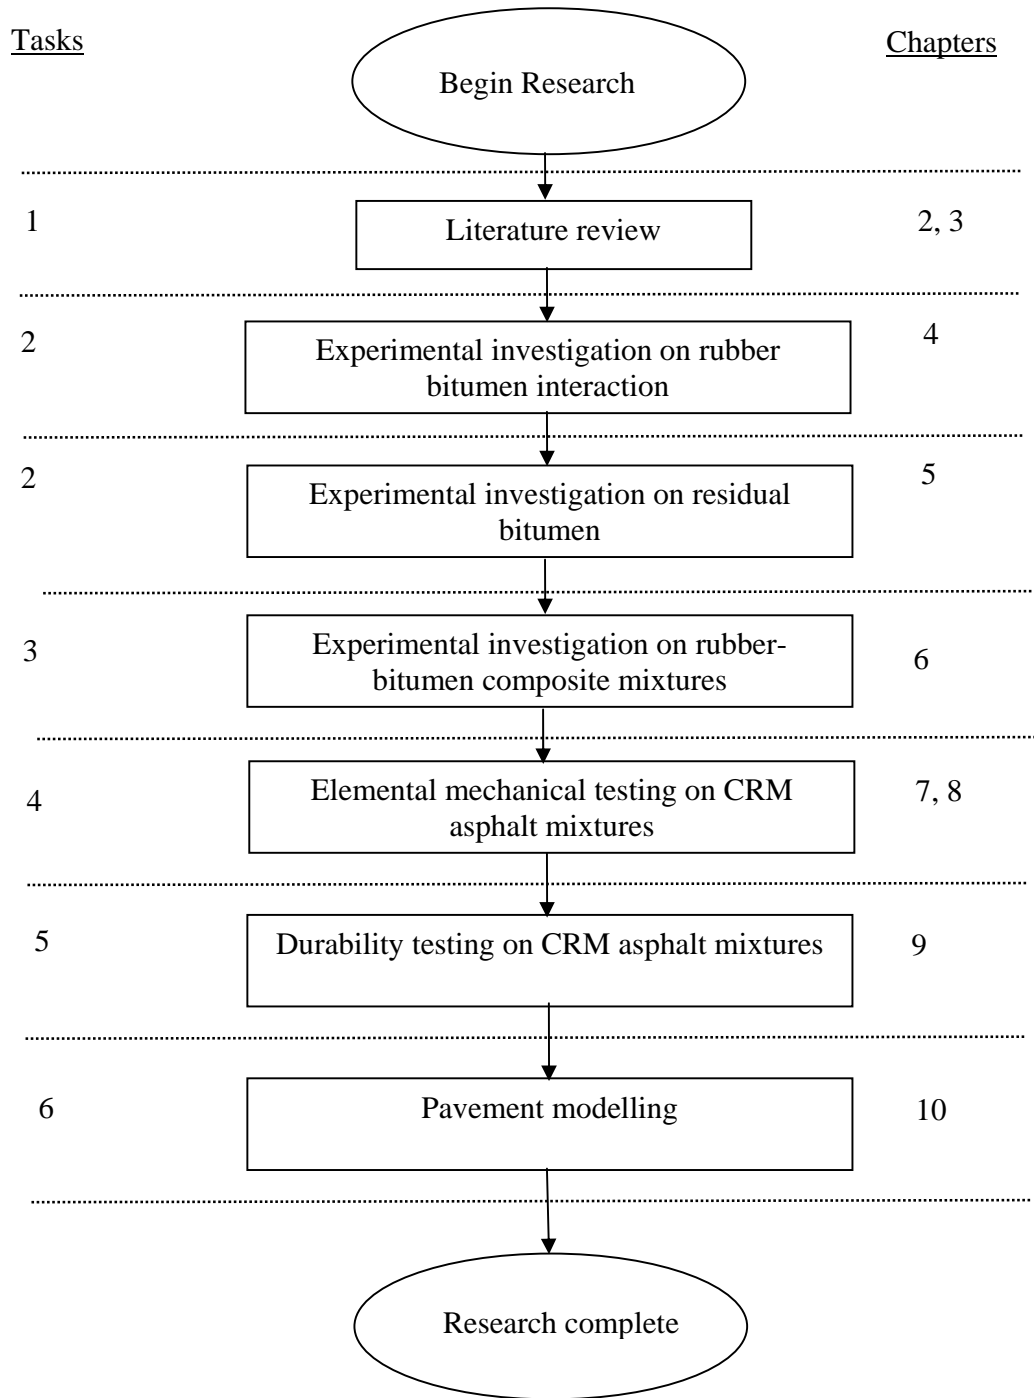 Tasks
Chapters
Begin Research
1
Literature review
2, 3
2
Experimental investigation on rubber
bitumen interaction
4
2
Experimental investigation on residual
bitumen
5
3
Experimental investigation on rubber-
bitumen composite mixtures
6
4
Elemental mechanical testing on CRM
asphalt mixtures
7, 8
5
Durability testing on CRM asphalt mixtures
9
6
Pavement modelling
10
Research complete